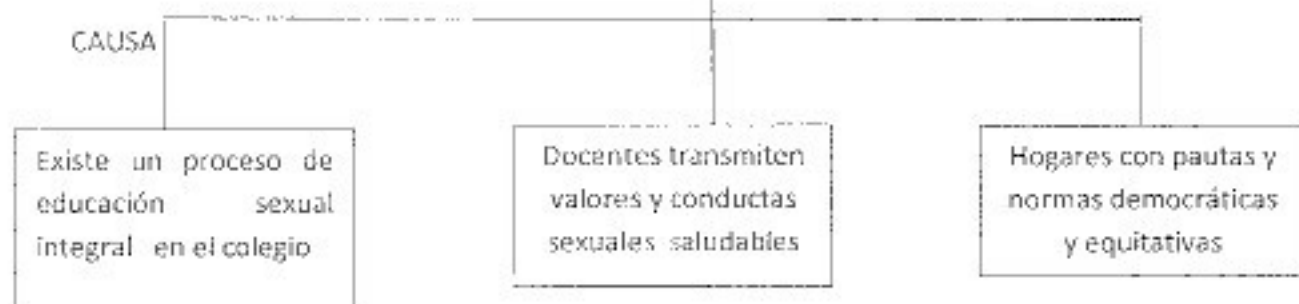 CAUSA
Existe un proceso de
educación sexual
integral en el colegio
Docentes transmiten
valores y conductas
sexuales saludables
Hogares con pautas y
normas democráticas
y equitativas